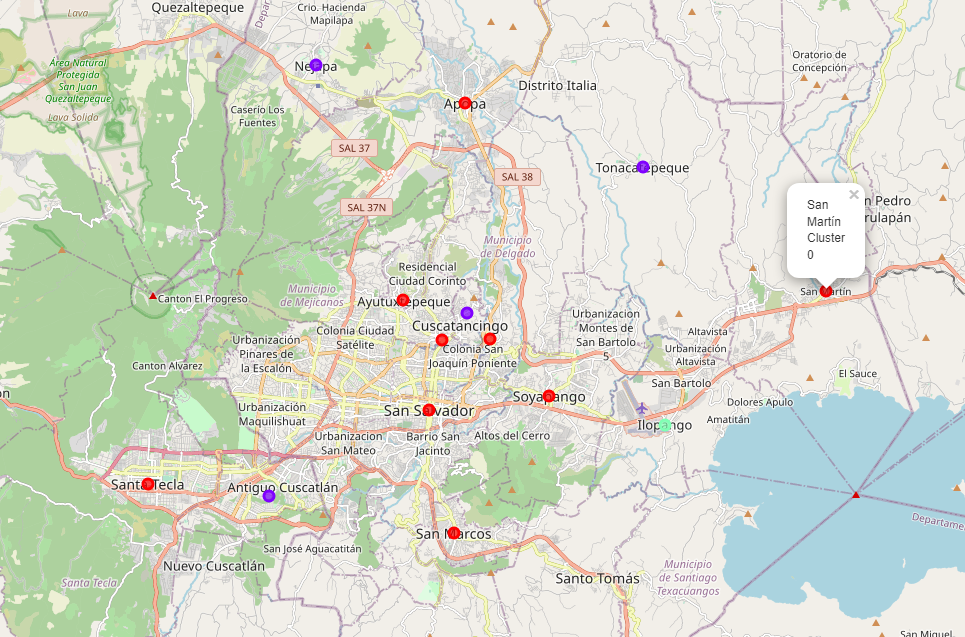 Lava
Quezaltepeque
Crio. Hacienda
Mapilapa
Oratorio de
Concepción
Área Natural
Protegida
San Juan
Quezaltepeque
Lava Solida
Nejapa
Distrito Italia
Apopa
Caserío Los
Fuentes
SAL 37
SAL 38
SAL 37N
Tonacatepeque
San
Martín
Cluster
0
×
Pedro
San Martín
Municipio
de Delgado
Residencial
Ciudad Corinto
Municipio
de Mejicanos
Canton El Progreso
Ayutuxtepeque
Cuscatancingo
Colonia Ciudad
Satélite
Urbanización
Pinares de
la Escalón
Colonia San
Joaquín Poniente
Urbanización
Montes de
San Bartolo
5
Altavista
Urbanización
Altavista
Canton Alvarez
San Bartolo
El Sauce
Dolores Apulo
Amatitán
Soyapango
San Salvador
Urbanización
Maquilishuat
Ilopango
Urbanizacion
San Mateo
Barrio San
Jacinto
Altos del Cerro
Santa Tecla
Antiguo Cuscatlán
San Marcos
San José Aguacatitán
Nuevo Cuscatlán
Santa Tecla
Santo Tomás
Municipio
de Santiago
Texacuangos
San Miguel